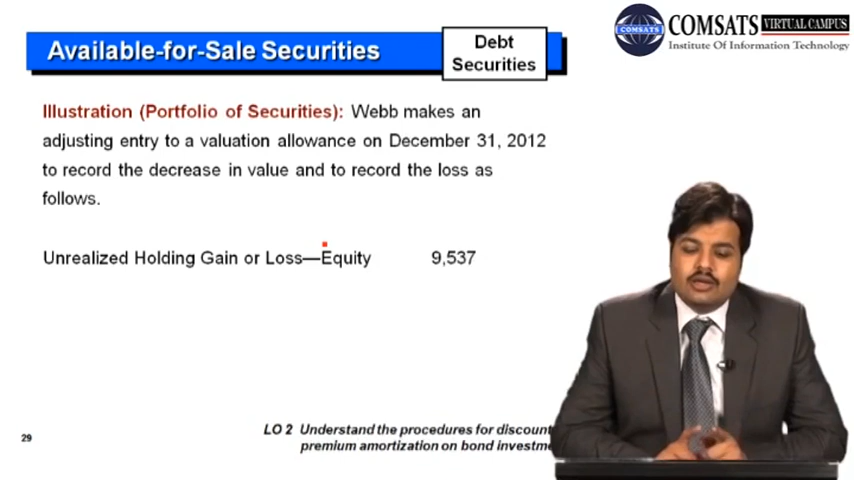 Available-for-Sale Securities
Debt
Securities
COMSATS
COMSATS VIRTUAL CAMPUS
Institute Of Information Technology
Illustration (Portfolio of Securities): Webb makes an
adjusting entry to a valuation allowance on December 31, 2012
to record the decrease in value and to record the loss as
follows.
Unrealized Holding Gain or Loss—Equity 9,537
29
LO 2 Understand the procedures for discount
premium amortization on bond investme